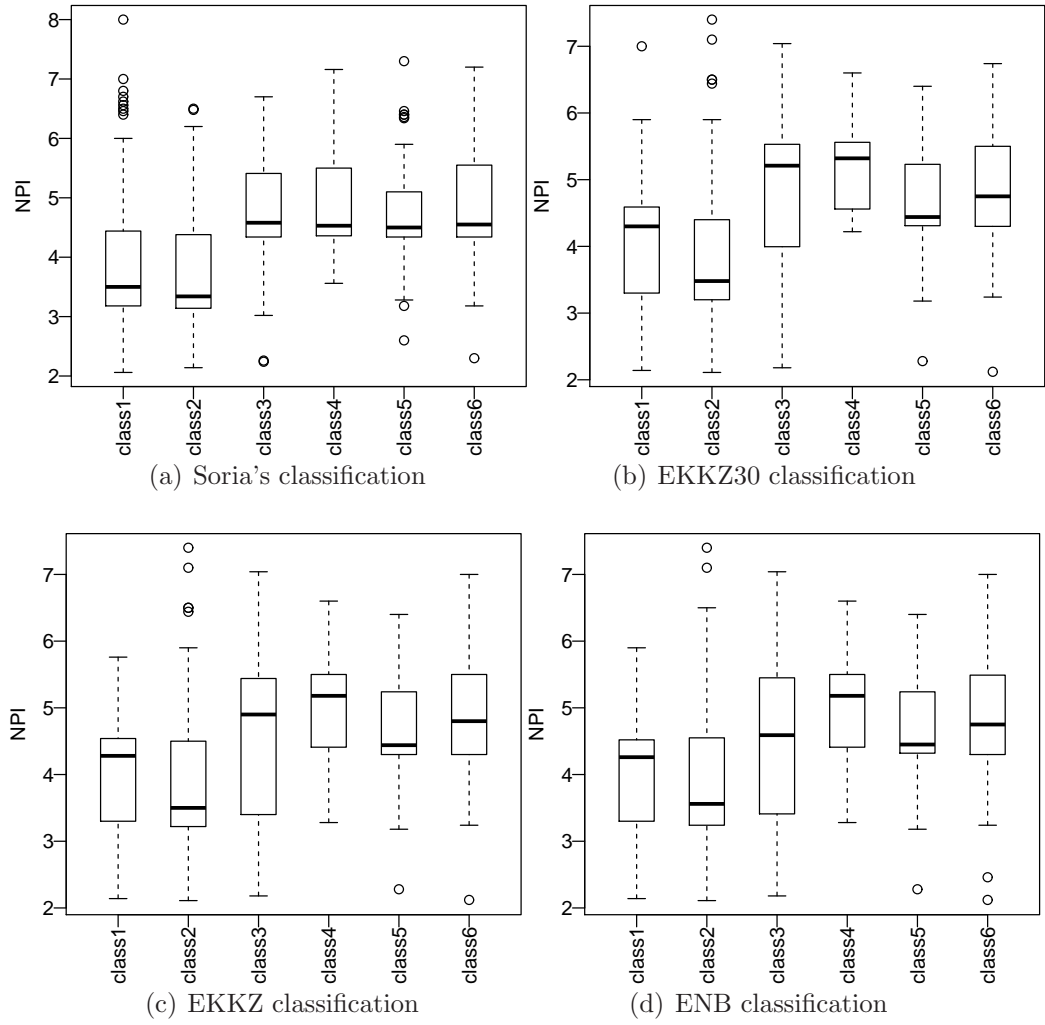 8
7
6
5
4
3
2
NPI
class1
class2
class3
class4
class5
class6
(a) Soria's classification
7
6
5
4
3
2
NPI
class1
class2
class3
class4
class5
class6
(b) EKKZ30 classification
7
6
5
4
3
2
NPI
class1
class2
class3
class4
class5
class6
(c) EKKZ classification
7
6
5
4
3
2
NPI
class1
class2
class3
class4
class5
class6
(d) ENB classification